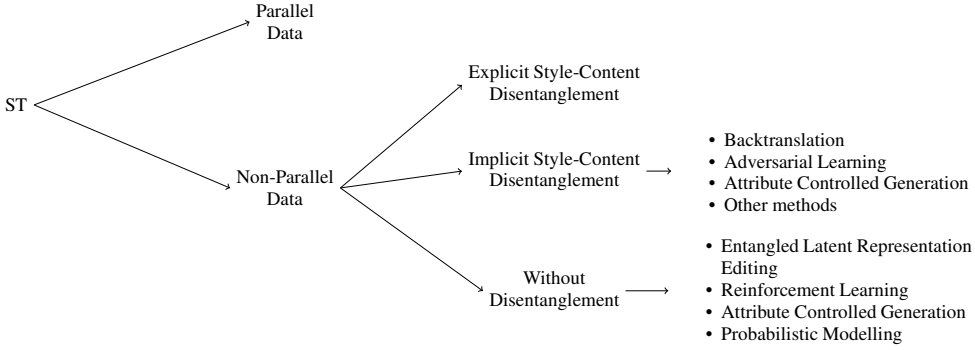 ST
Parallel
Data
Non-Parallel
Data
Explicit Style-Content
Disentanglement
Implicit Style-Content
Disentanglement
• Backtranslation
• Adversarial Learning
• Attribute Controlled Generation
• Other methods
Without
Disentanglement
• Entangled Latent Representation
Editing
• Reinforcement Learning
• Attribute Controlled Generation
• Probabilistic Modelling